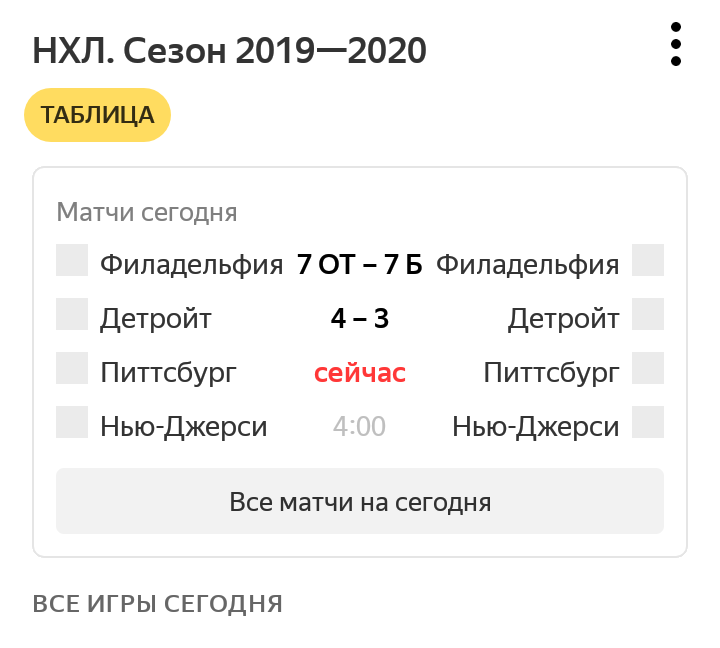 НХЛ. Сезон 2019—2020
ТАБЛИЦА
Матчи сегодня
Филадельфия 7 ОТ – 7 Б Филадельфия
Детройт 4 – 3 Детройт
Питтсбург сейчас Питтсбург
Нью-Джерси 4:00 Нью-Джерси
Все матчи на сегодня
ВСЕ ИГРЫ СЕГОДНЯ